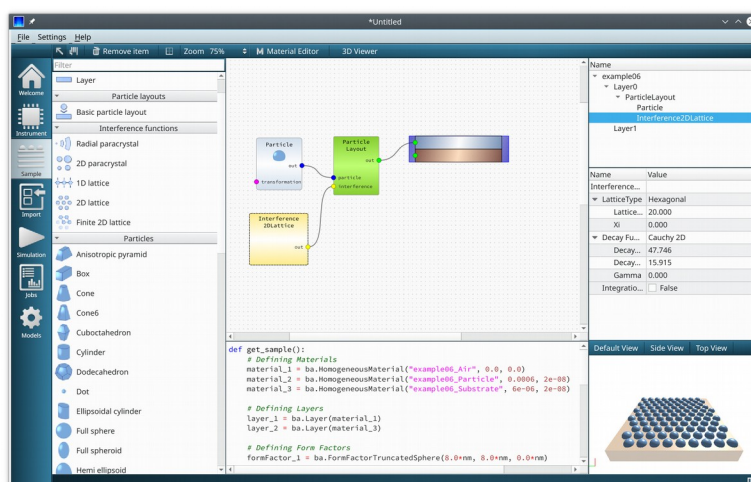 *Untitled
File Settings Help
Remove item Zoom 75% M Material Editor 3D Viewer
Welcome
Instrument
Sample
Import
Simulation
Jobs
Models
Filter
Layer
Particle layouts
Basic particle layout
Interference functions
Radial paracrystal
2D paracrystal
1D lattice
2D lattice
Finite 2D lattice
Particles
Anisotropic pyramid
Box
Cone
Cone6
Cuboctahedron
Cylinder
Dodecahedron
Dot
Ellipsoidal cylinder
Full sphere
Full spheroid
Hemi ellipsoid
Particle
out
transformation
Particle
Layout
out
particle
interference
Interference
2DLattice
out
def get_sample():
# Defining Materials
material_1 = ba.HomogeneousMaterial("example06_Air", 0.0, 0.0)
material_2 = ba.HomogeneousMaterial("example06_Particle", 0.0006, 2e-08)
material_3 = ba.HomogeneousMaterial("example06_Substrate", 6e-06, 2e-08)
# Defining Layers
layer_1 = ba.Layer(material_1)
layer_2 = ba.Layer(material_3)
# Defining Form Factors
formFactor_1 = ba.FormFactorTruncatedSphere(8.0*nm, 8.0*nm, 0.0*nm)
Name
example06
Layer0
ParticleLayout
Particle
Interference2DLattice
Layer1
Name Value
Interference...
LatticeType Hexagonal
Lattice... 20.000
Xi 0.000
Decay Fu... Cauchy 2D
Decay... 47.746
Decay... 15.915
Gamma 0.000
Integratio... False
Default View Side View Top View